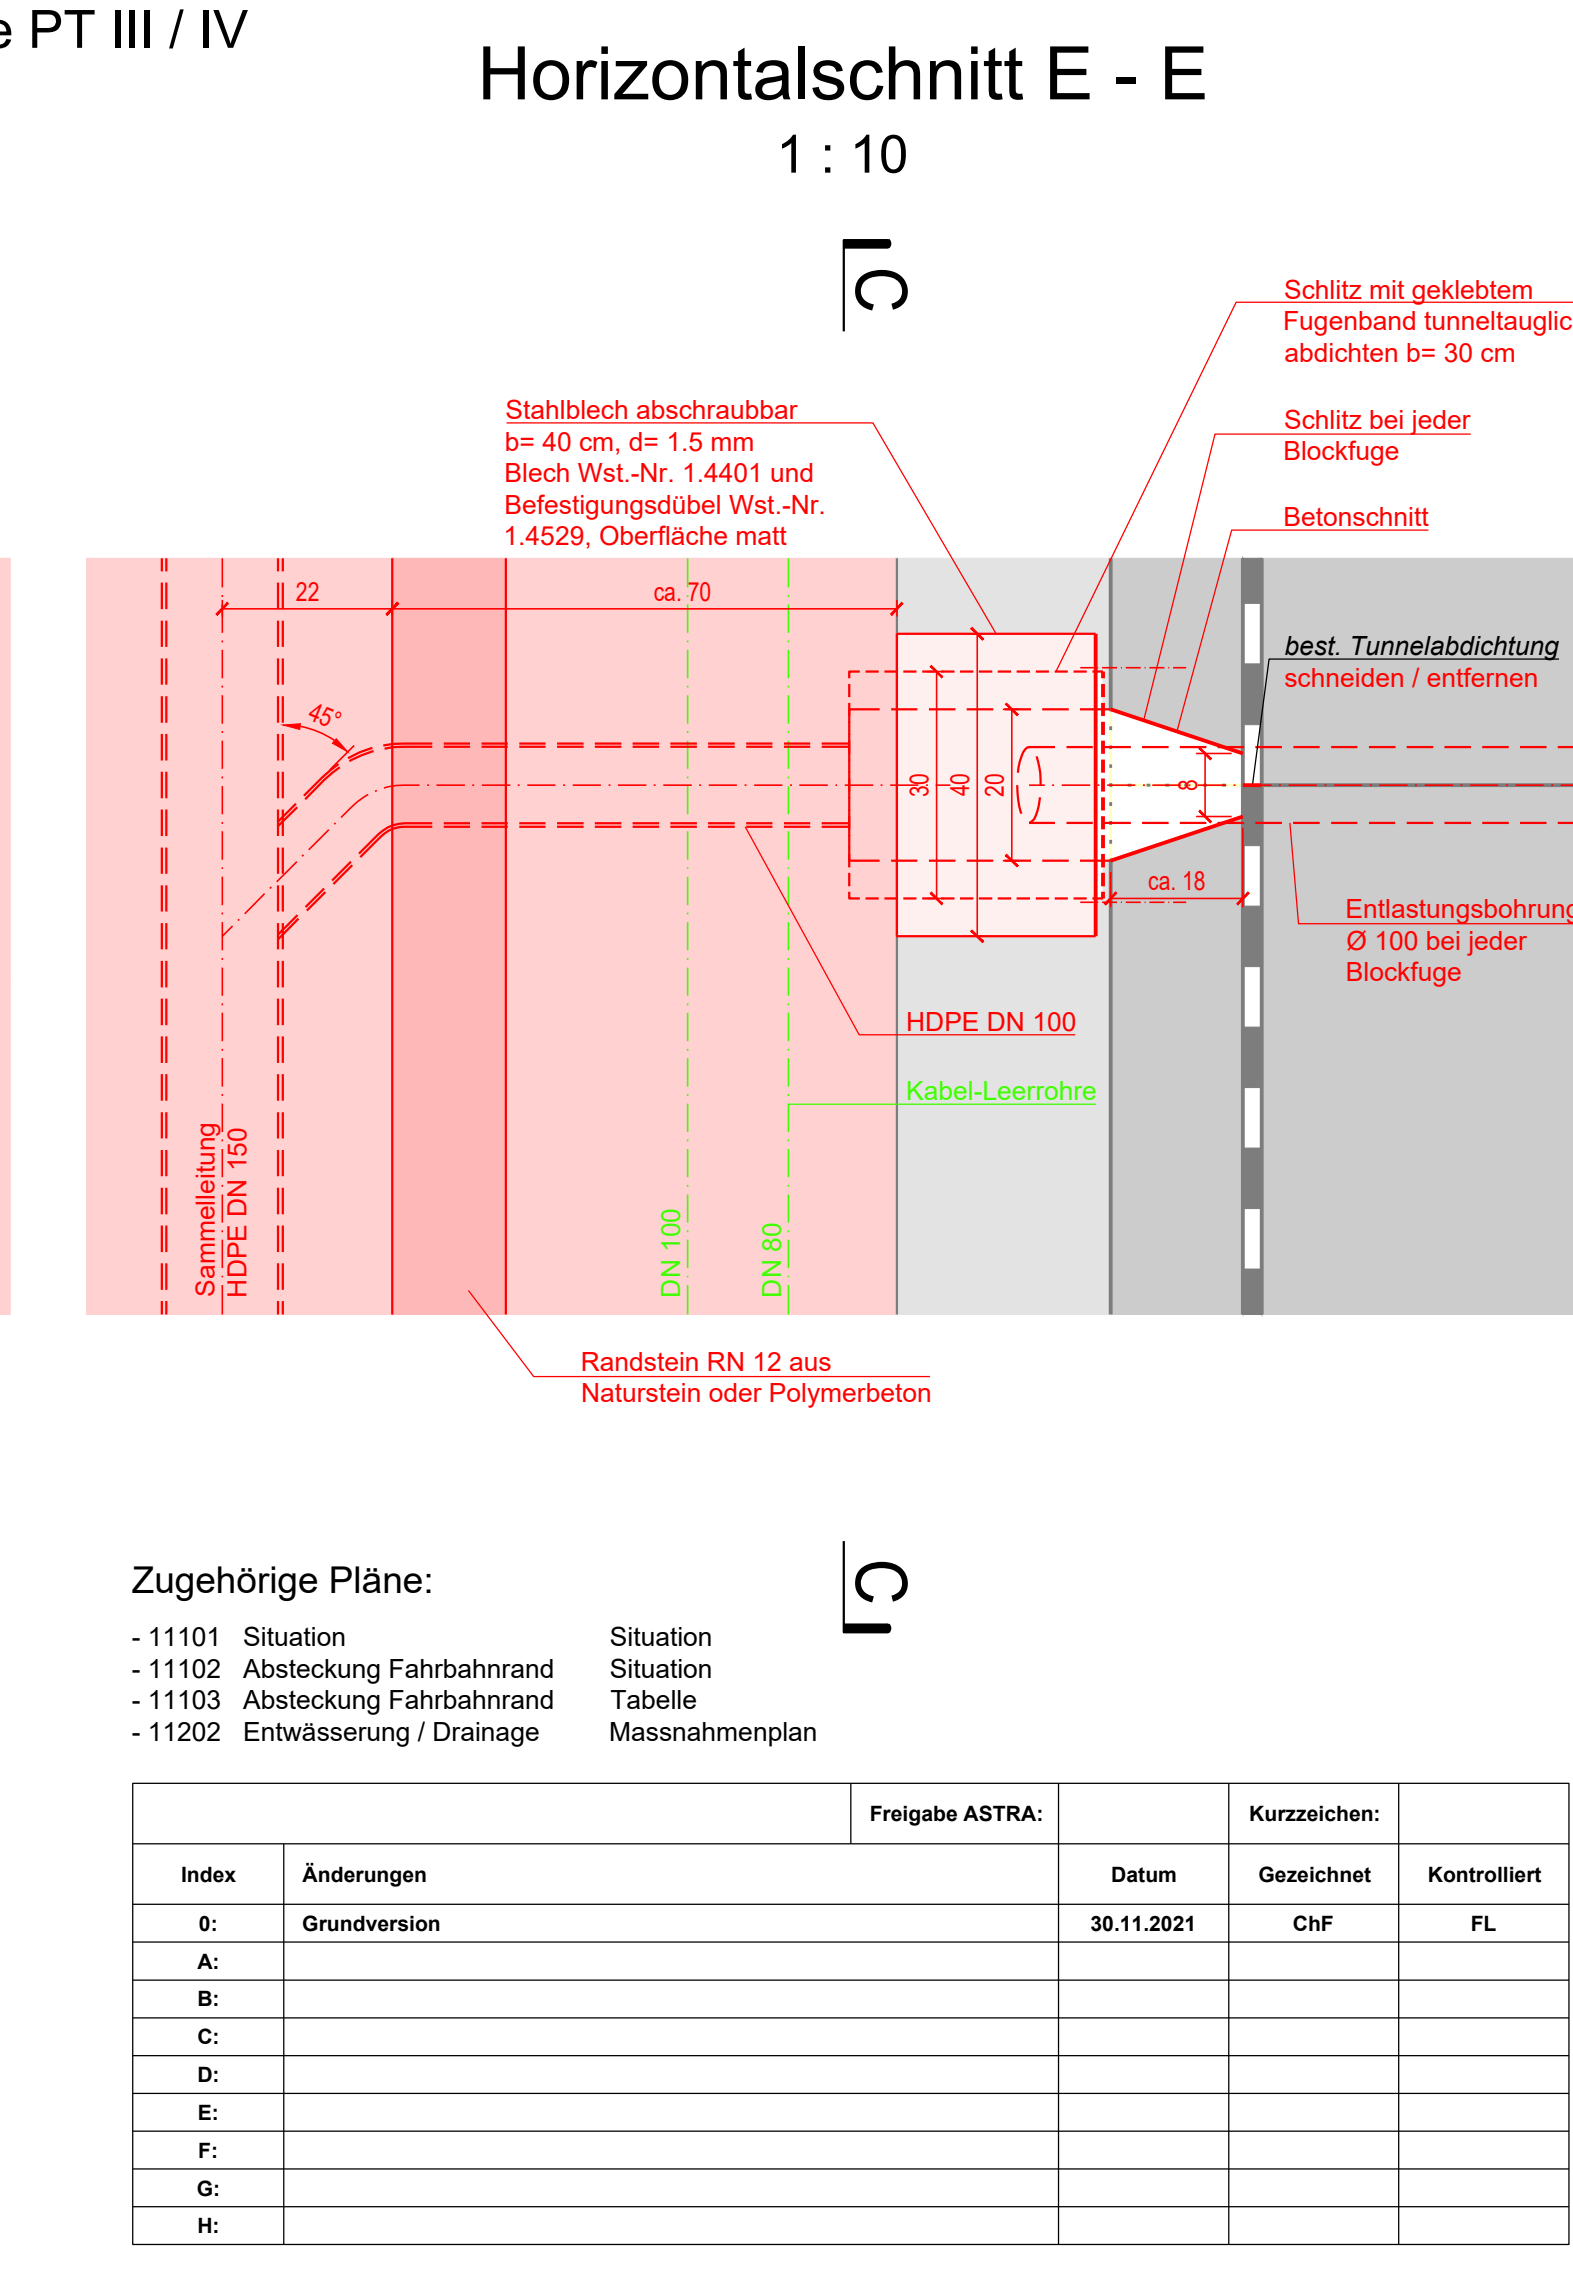 e PT III / IV
Horizontalschnitt E - E
1 : 10
C
Schlitz mit geklebtem
Fugenband tunneltauglic
abdichten b= 30 cm
Stahlblech abschraubbar
b= 40 cm, d= 1.5 mm
Blech Wst.-Nr. 1.4401 und
Befestigungsdübel Wst.-Nr.
1.4529, Oberfläche matt
Schlitz bei jeder
Blockfuge
Betonschnitt
22
ca. 70
best. Tunnelabdichtung
schneiden / entfernen
45°
30
40
20
8
ca. 18
Entlastungsbohrung
Ø 100 bei jeder
Blockfuge
HDPE DN 100
Kabel-Leerrohre
Sammelleitung
HDPE DN 150
DN 100
DN 80
Randstein RN 12 aus
Naturstein oder Polymerbeton
C
Zugehörige Pläne:
- 11101 Situation Situation
- 11102 Absteckung Fahrbahnrand Situation
- 11103 Absteckung Fahrbahnrand Tabelle
- 11202 Entwässerung / Drainage Massnahmenplan
Freigabe ASTRA: Kurzzeichen:
Index Änderungen Datum Gezeichnet Kontrolliert
0: Grundversion 30.11.2021 ChF FL
A:
B:
C:
D:
E:
F:
G:
H: